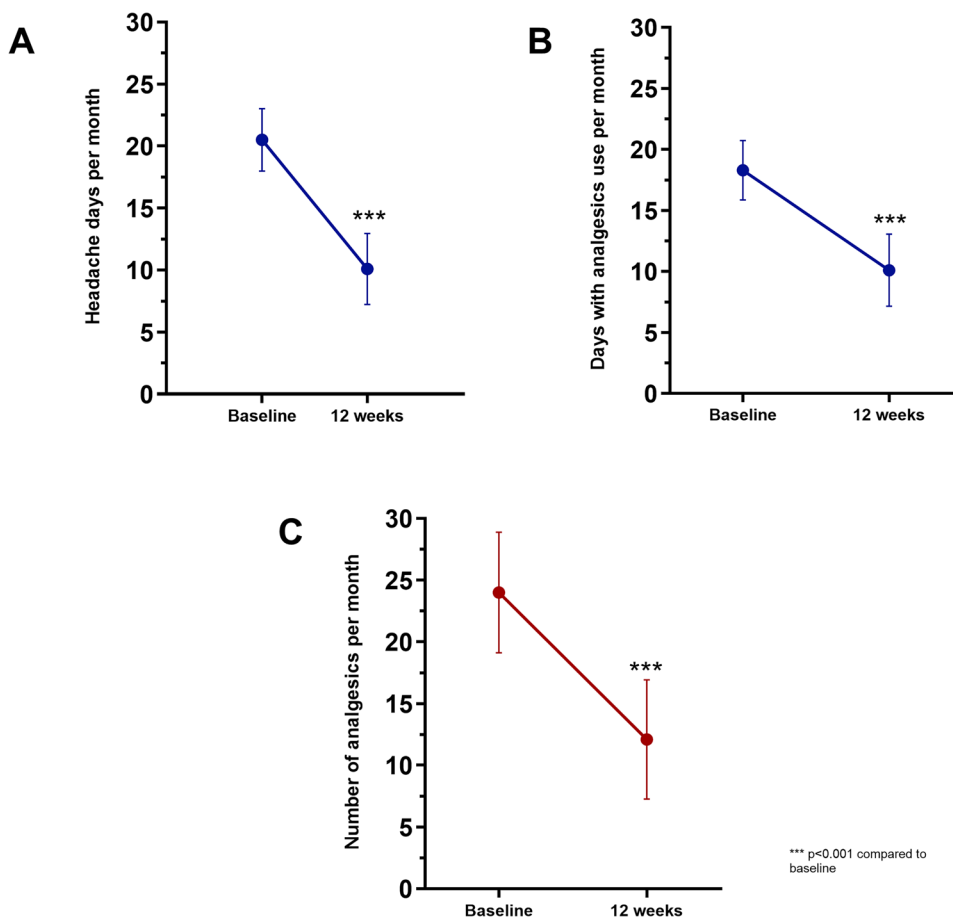 A
Headache days per month
30
25
20
15
10
5
0
***
Baseline
12 weeks
B
Days with analgesics use per month
30
25
20
15
10
5
0
***
Baseline
12 weeks
C
Number of analgesics per month
30
25
20
15
10
5
0
***
Baseline
12 weeks
*** p<0.001 compared to
baseline